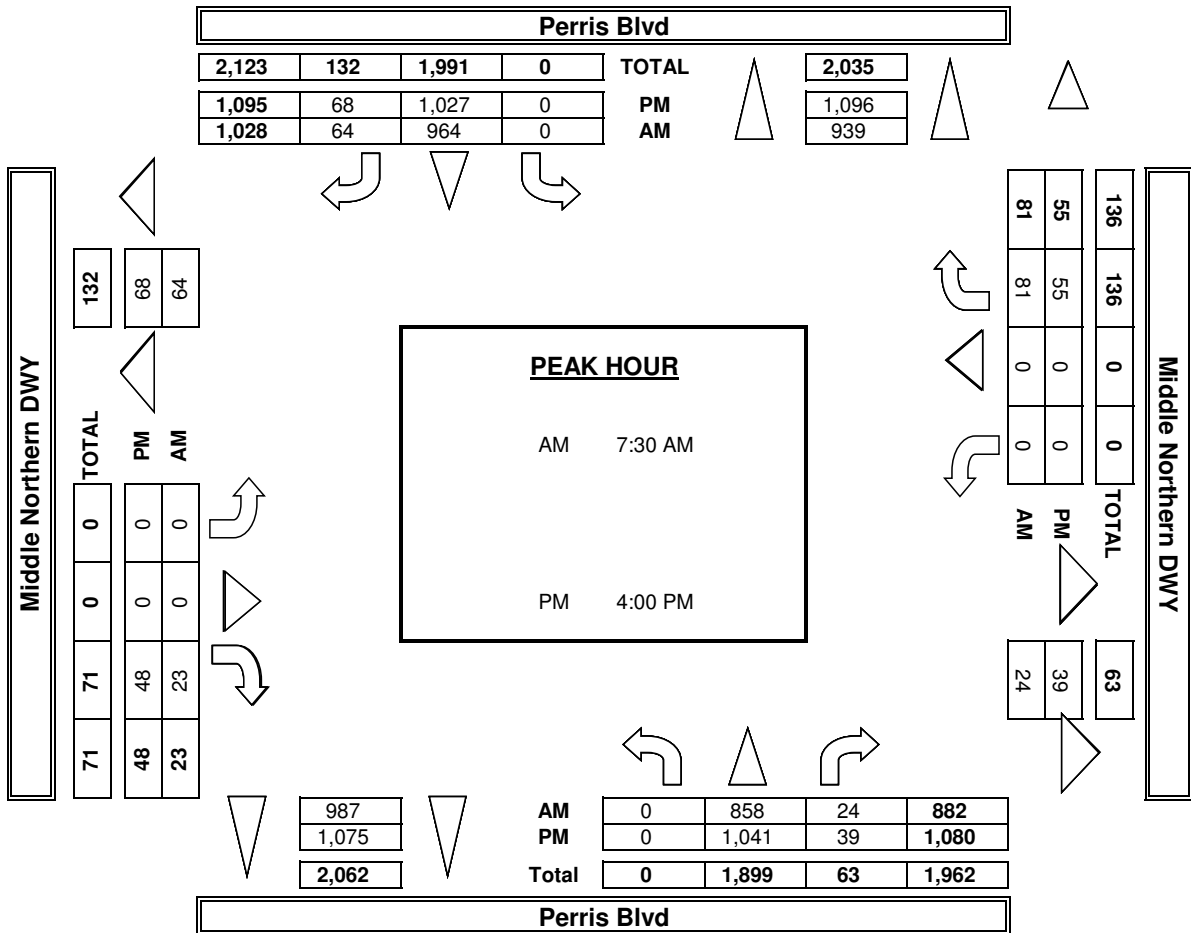 Perris Blvd
2,123 132 1,991 0 TOTAL 2,035
1,095 68 1,027 0 PM 1,096
1,028 64 964 0 AM 939
Middle Northern DWY
132
68
64
TOTAL
PM
AM
0 0 71 71
0 0 48 48
0 0 23 23
PEAK HOUR
AM 7:30 AM
PM 4:00 PM
136 136 0 0 TOTAL 63
55 55 0 0 PM 39
81 81 0 0 AM 24
Middle Northern DWY
987 AM 0 858 24 882
1,075 PM 0 1,041 39 1,080
2,062 Total 0 1,899 63 1,962
Perris Blvd